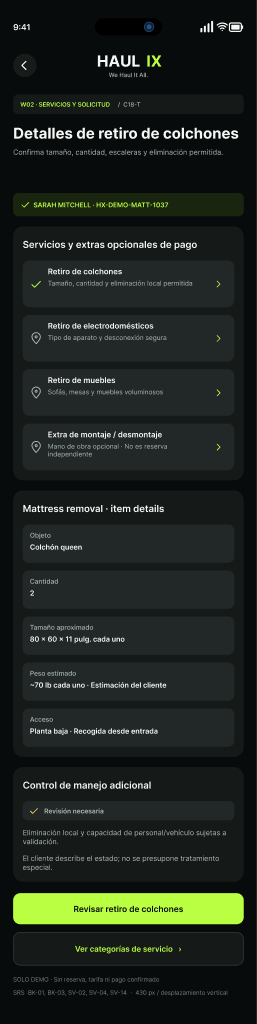 9:41
HAUL IX
We Haul It All.
W02 · SERVICIOS Y SOLICITUD / C18-T
Detalles de retiro de colchones
Confirma tamaño, cantidad, escaleras y eliminación permitida.
SARAH MITCHELL · HX-DEMO-MATT-1037
Servicios y extras opcionales de pago
Retiro de colchones
Tamaño, cantidad y eliminación local permitida
Retiro de electrodomésticos
Tipo de aparato y desconexión segura
Retiro de muebles
Sofás, mesas y muebles voluminosos
Extra de montaje / desmontaje
Mano de obra opcional · No es reserva
independiente
Mattress removal · item details
Objeto
Colchón queen
Cantidad
2
Tamaño aproximado
80 × 60 × 11 pulg. cada uno
Peso estimado
~70 lb cada uno · Estimación del cliente
Acceso
Planta baja · Recogida desde entrada
Control de manejo adicional
Revisión necesaria
Eliminación local y capacidad de personal/vehículo sujetas a
validación.
El cliente describe el estado; no se presupone tratamiento
especial.
Revisar retiro de colchones
Ver categorías de servicio ›
SOLO DEMO · Sin reserva, tarifa ni pago confirmado
SRS BK-01, BK-03, SV-02, SV-04, SV-14 · 430 px / desplazamiento vertical